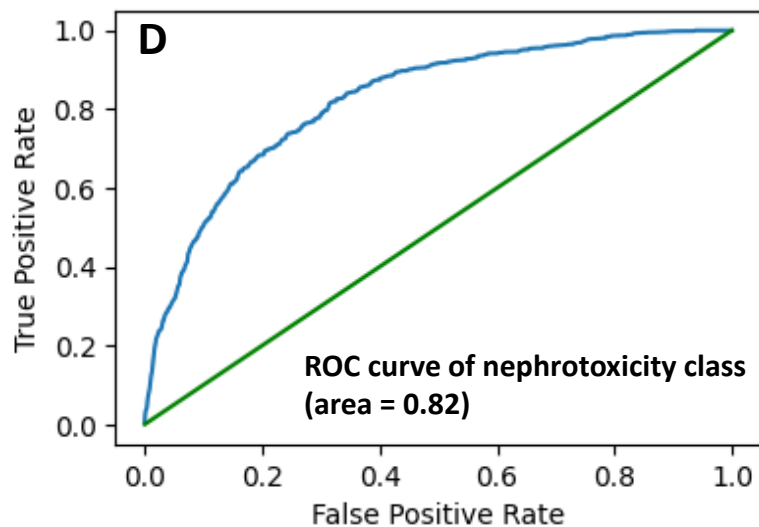 D
True Positive Rate
1.0
0.8
0.6
0.4
0.2
0.0
ROC curve of nephrotoxicity class
(area = 0.82)
0.0 0.2 0.4 0.6 0.8 1.0
False Positive Rate